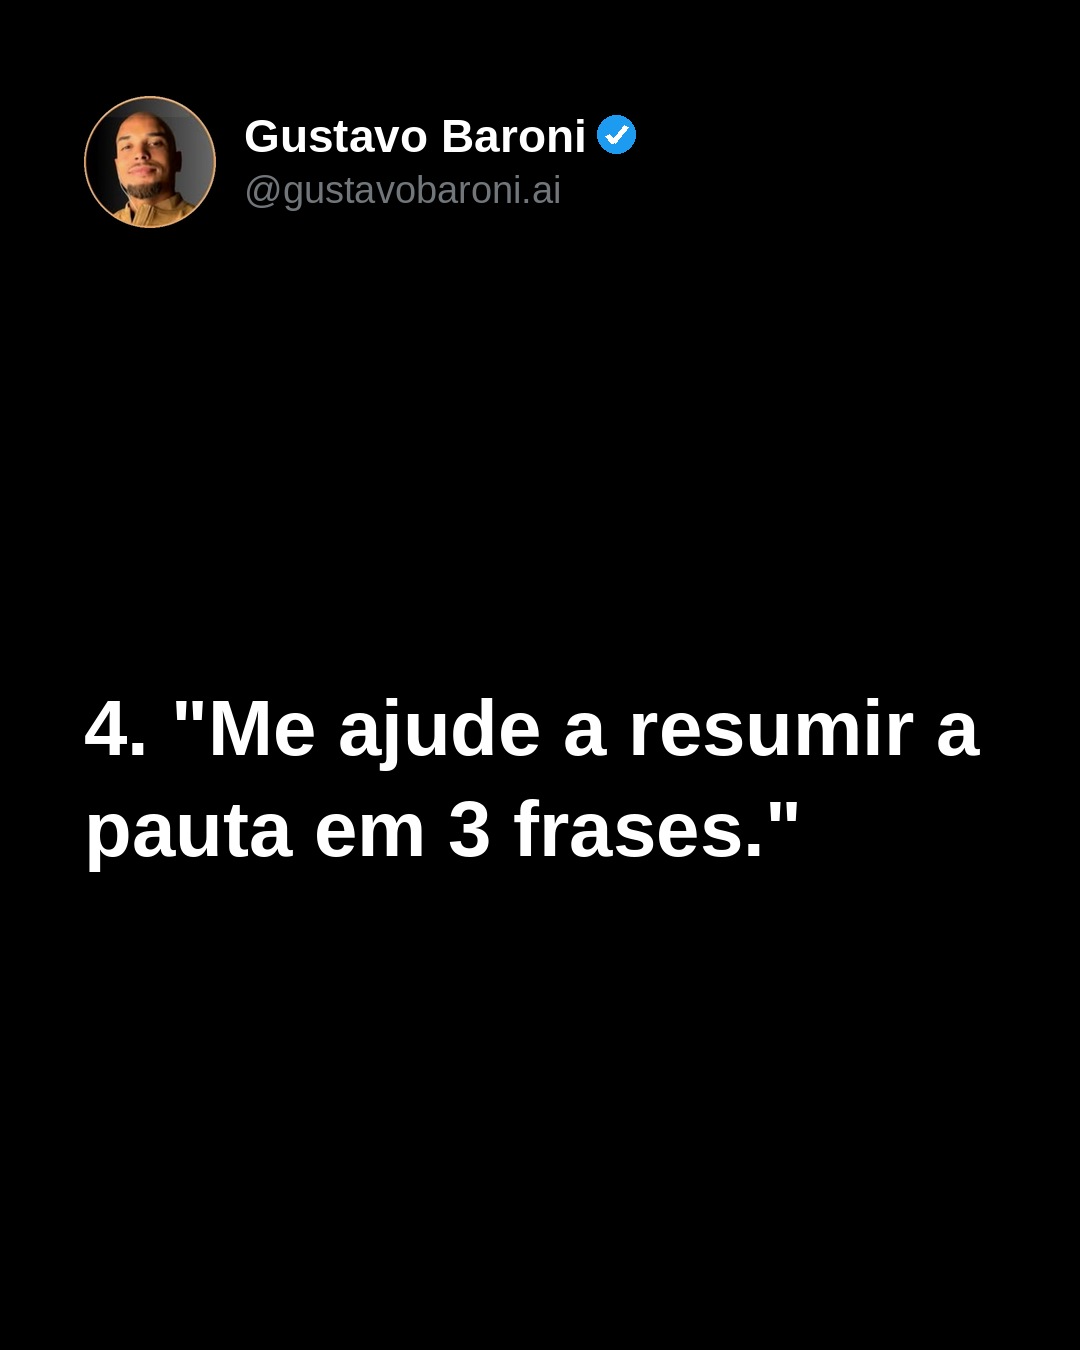 Gustavo Baroni
@gustavobaroni.ai
4. "Me ajude a resumir a
pauta em 3 frases."